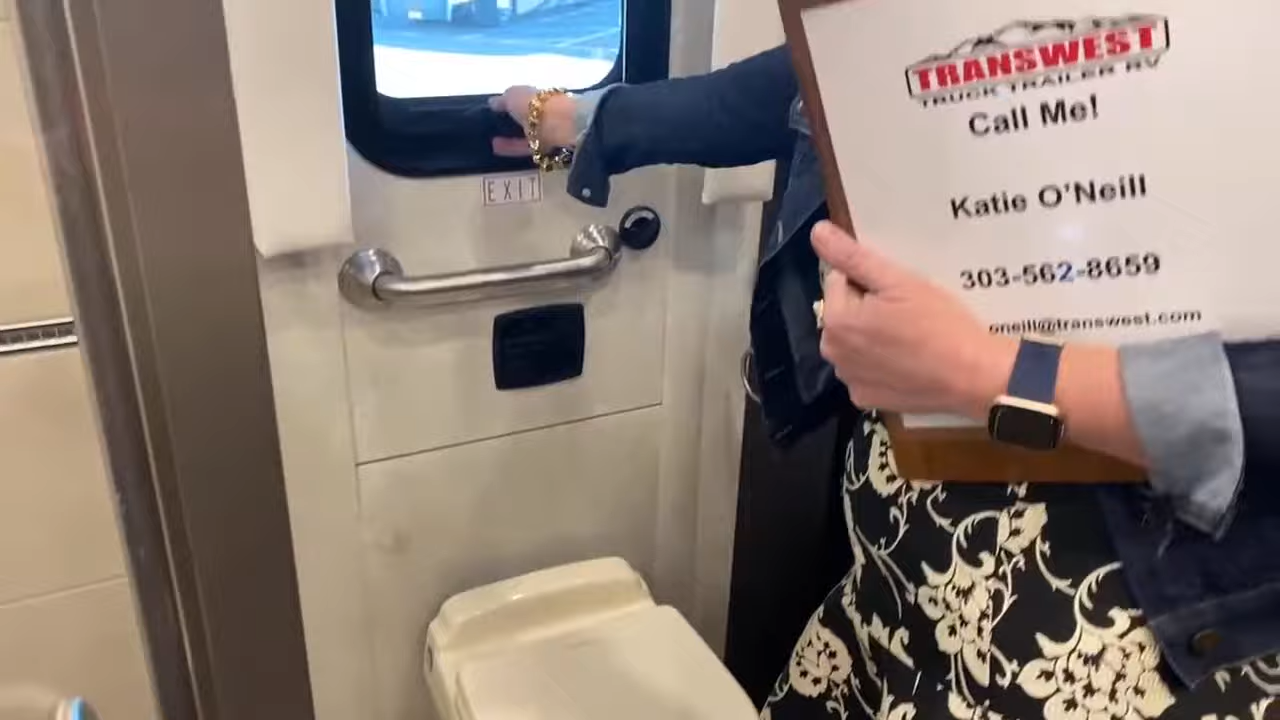 TRANSWEST
TRUCK TRAILER RV
Call Me!
Katie O'Neill
303-562-8659
oneill@transwest.com
EXIT